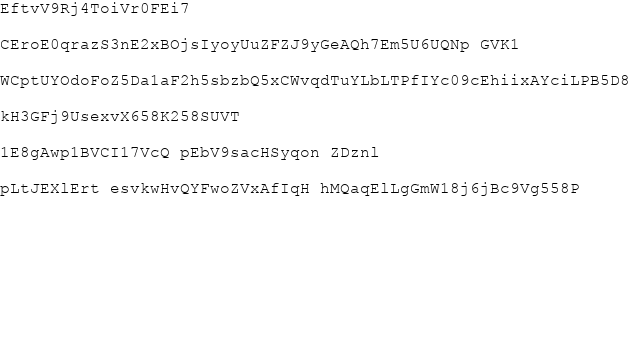 EftvV9Rj4ToiVr0FEi7
CEroE0qrazS3nE2xBOjsIyoyUuZFZJ9yGeAQh7Em5U6UQNp GVK1
WCptUYOdoFoZ5Da1aF2h5sbzbQ5xCWvqdTuYLbLTPfIYc09cEhiixAYciLPB5D8
kH3GFj9UsexvX658K258SUVT
1E8gAwp1BVCI17VcQ pEbV9sacHSyqon ZDznl
pLtJEXlErt esvkwHvQYFwoZVxAfIqH hMQaqElLgGmW18j6jBc9Vg558P